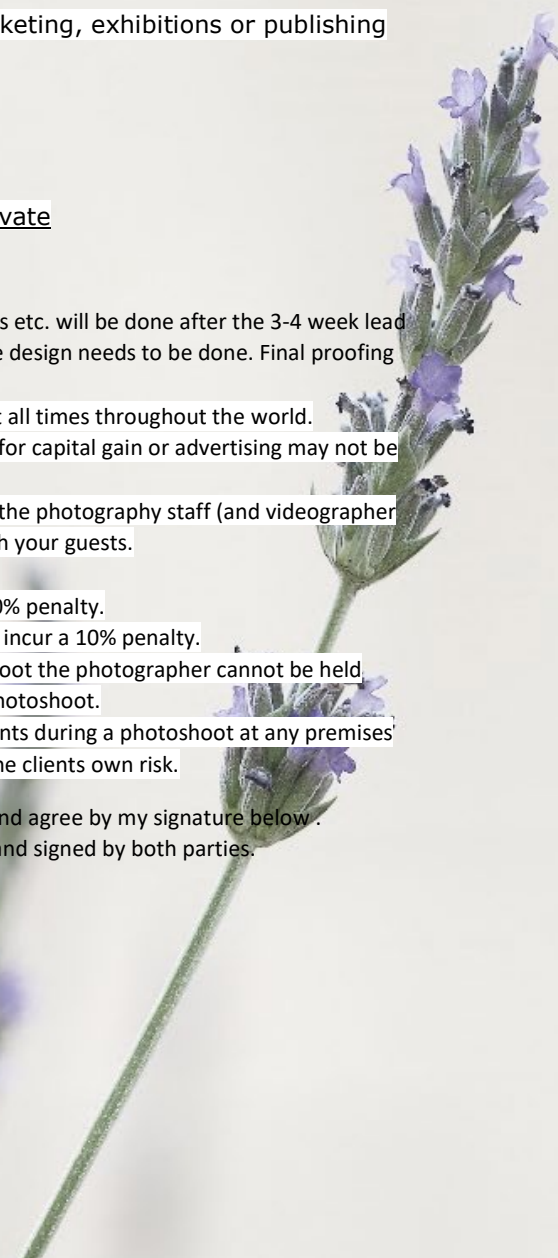 keting, exhibitions or publishing
vate
s etc. will be done after the 3-4 week lead
e design needs to be done. Final proofing
t all times throughout the world.
for capital gain or advertising may not be
the photography staff (and videographer
h your guests.
0% penalty.
incur a 10% penalty.
oot the photographer cannot be held
hotoshoot.
nts during a photoshoot at any premises
he clients own risk.
nd agree by my signature below .
and signed by both parties.